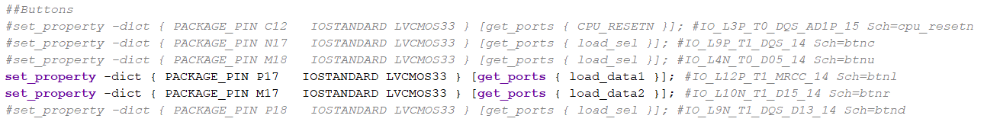 ##Buttons
#set_property -dict { PACKAGE_PIN C12   IOSTANDARD LVCMOS33 } [get_ports { CPU_RESETN }]; #IO_L3P_T0_DQS_AD1P_15 Sch=cpu_resetn
#set_property -dict { PACKAGE_PIN N17   IOSTANDARD LVCMOS33 } [get_ports { load_sel }]; #IO_L9P_T1_DQS_14 Sch=btnc
#set_property -dict { PACKAGE_PIN M18   IOSTANDARD LVCMOS33 } [get_ports { load_sel }]; #IO_L4N_T0_D05_14 Sch=btnu
set_property -dict { PACKAGE_PIN P17   IOSTANDARD LVCMOS33 } [get_ports { load_data1 }]; #IO_L12P_T1_MRCC_14 Sch=btnl
set_property -dict { PACKAGE_PIN M17   IOSTANDARD LVCMOS33 } [get_ports { load_data2 }]; #IO_L10N_T1_D15_14 Sch=btnr
#set_property -dict { PACKAGE_PIN P18   IOSTANDARD LVCMOS33 } [get_ports { load_sel }]; #IO_L9N_T1_DQS_D13_14 Sch=btnd